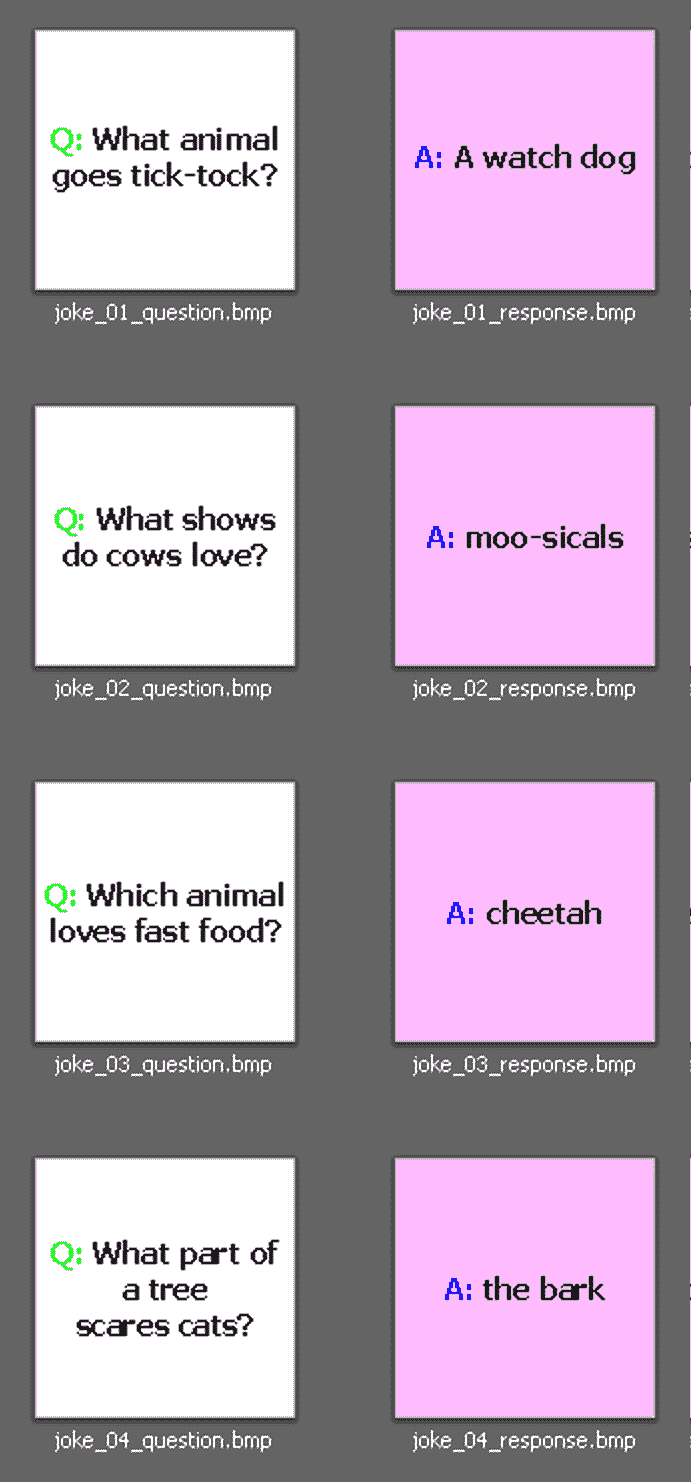 Q: What animal
goes tick-tock?
A: A watch dog
joke_01_question.bmp
joke_01_response.bmp
Q: What shows
do cows love?
A: moo-sicals
joke_02_question.bmp
joke_02_response.bmp
Q: Which animal
loves fast food?
A: cheetah
joke_03_question.bmp
joke_03_response.bmp
Q: What part of
a tree
scares cats?
A: the bark
joke_04_question.bmp
joke_04_response.bmp